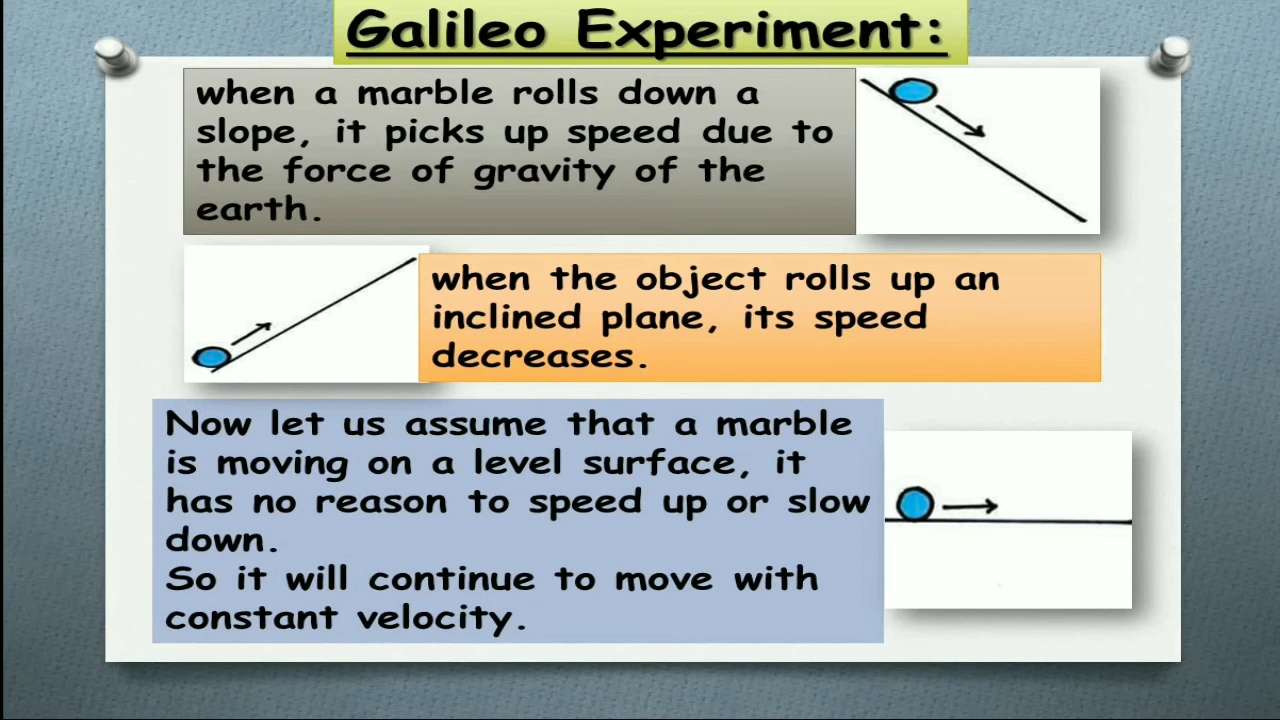 Galileo Experiment:
when a marble rolls down a
slope, it picks up speed due to
the force of gravity of the
earth.
when the object rolls up an
inclined plane, its speed
decreases.
Now let us assume that a marble
is moving on a level surface, it
has no reason to speed up or slow
down.
So it will continue to move with
constant velocity.